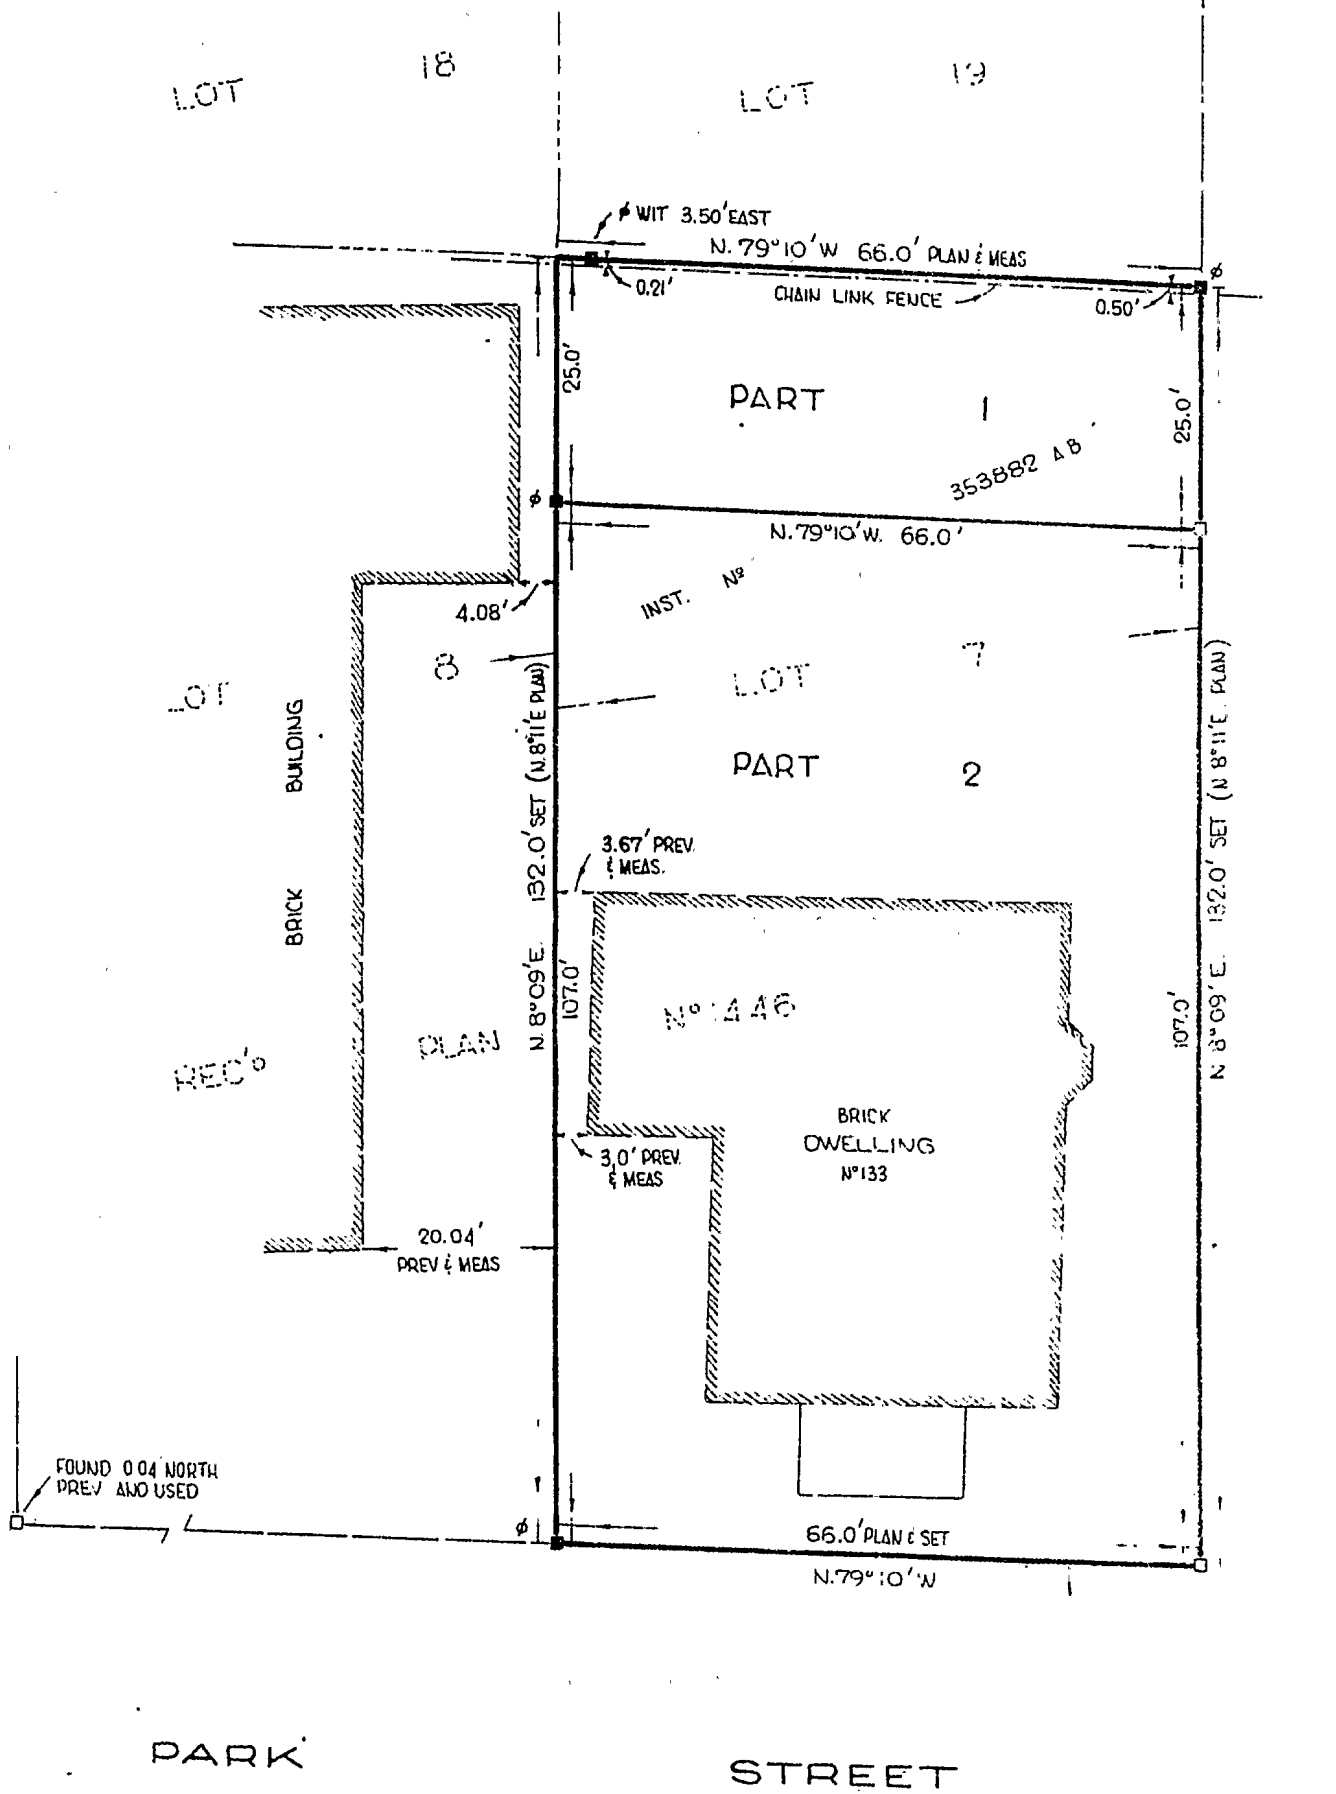 LOT 18
LOT 19
ø WIT 3.50' EAST
N. 79°10' W 66.0' PLAN & MEAS
ø
0.21'
CHAIN LINK FENCE
0.50'
25.0'
PART 1
25.0'
353882 AB
ø
N. 79°10' W. 66.0'
4.08'
INST. Nº
8
LOT 7
LOT
PART 2
BRICK BUILDING
N. 8°09' E. 132.0' SET (N. 8°11' E PLAN)
107.0'
N 8°09' E. 132.0' SET (N 8°11' E. PLAN)
107.0'
3.67' PREV.
& MEAS.
Nº 1446
PLAN
REC'D
BRICK
DWELLING
Nº 133
3.0' PREV.
& MEAS
20.04'
PREV & MEAS
FOUND 0.04' NORTH
PREV AND USED
ø
66.0' PLAN & SET
N. 79°10' W
PARK STREET